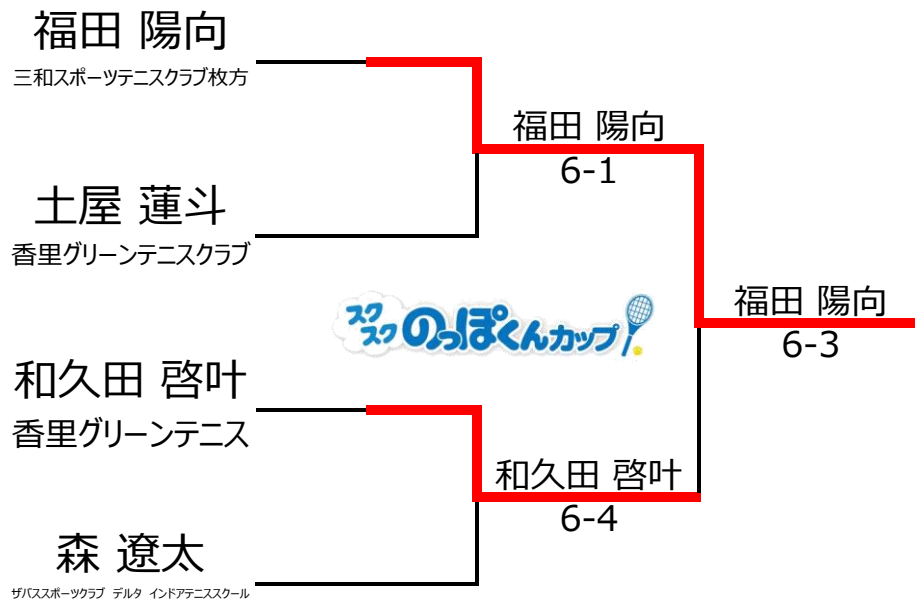 福田 陽向
三和スポーツテニスクラブ枚方
福田 陽向
6-1
土屋 蓮斗
香里グリーンテニスクラブ
スクスク のっぽくんカップ
福田 陽向
6-3
和久田 啓叶
香里グリーンテニス
和久田 啓叶
6-4
森 遼太
ザバススポーツクラブ デルタ インドアテニススクール